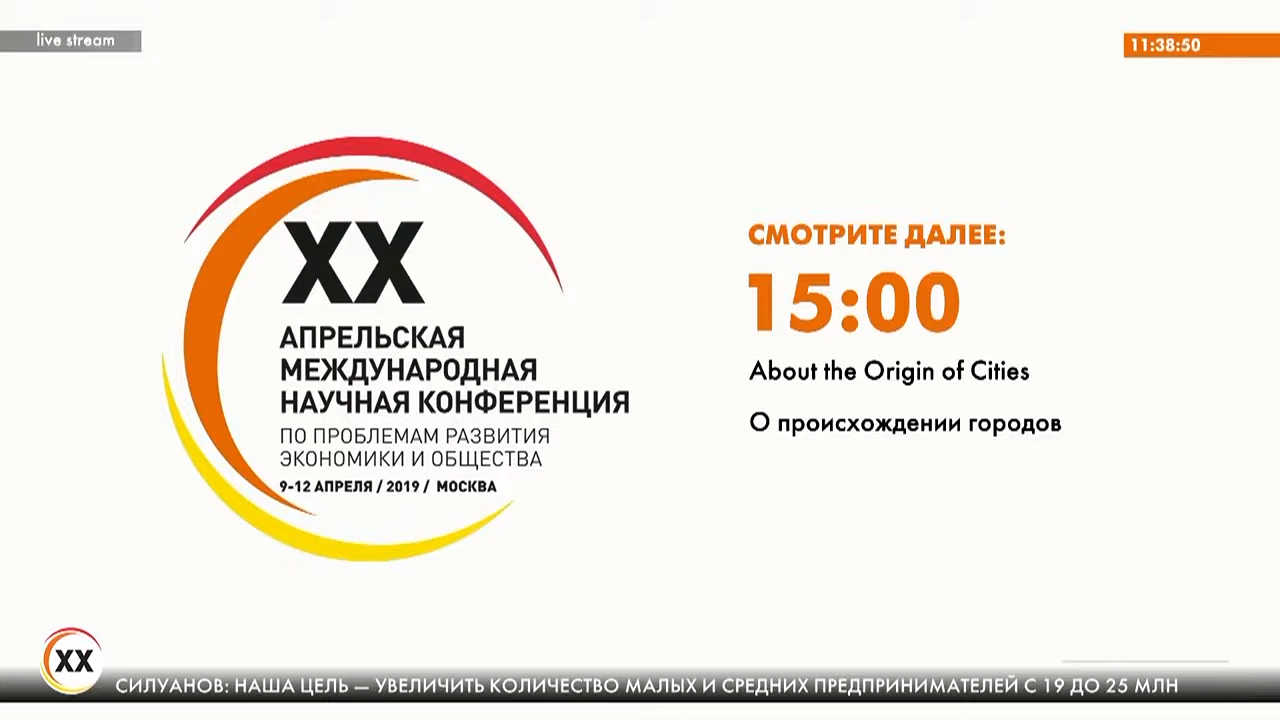 live stream
11:38:50
XX
АПРЕЛЬСКАЯ
МЕЖДУНАРОДНАЯ
НАУЧНАЯ КОНФЕРЕНЦИЯ
ПО ПРОБЛЕМАМ РАЗВИТИЯ
ЭКОНОМИКИ И ОБЩЕСТВА
9-12 АПРЕЛЯ / 2019 / МОСКВА
СМОТРИТЕ ДАЛЕЕ:
15:00
About the Origin of Cities
О происхождении городов
XX
СИЛУАНОВ: НАША ЦЕЛЬ — УВЕЛИЧИТЬ КОЛИЧЕСТВО МАЛЫХ И СРЕДНИХ ПРЕДПРИНИМАТЕЛЕЙ С 19 ДО 25 МЛН